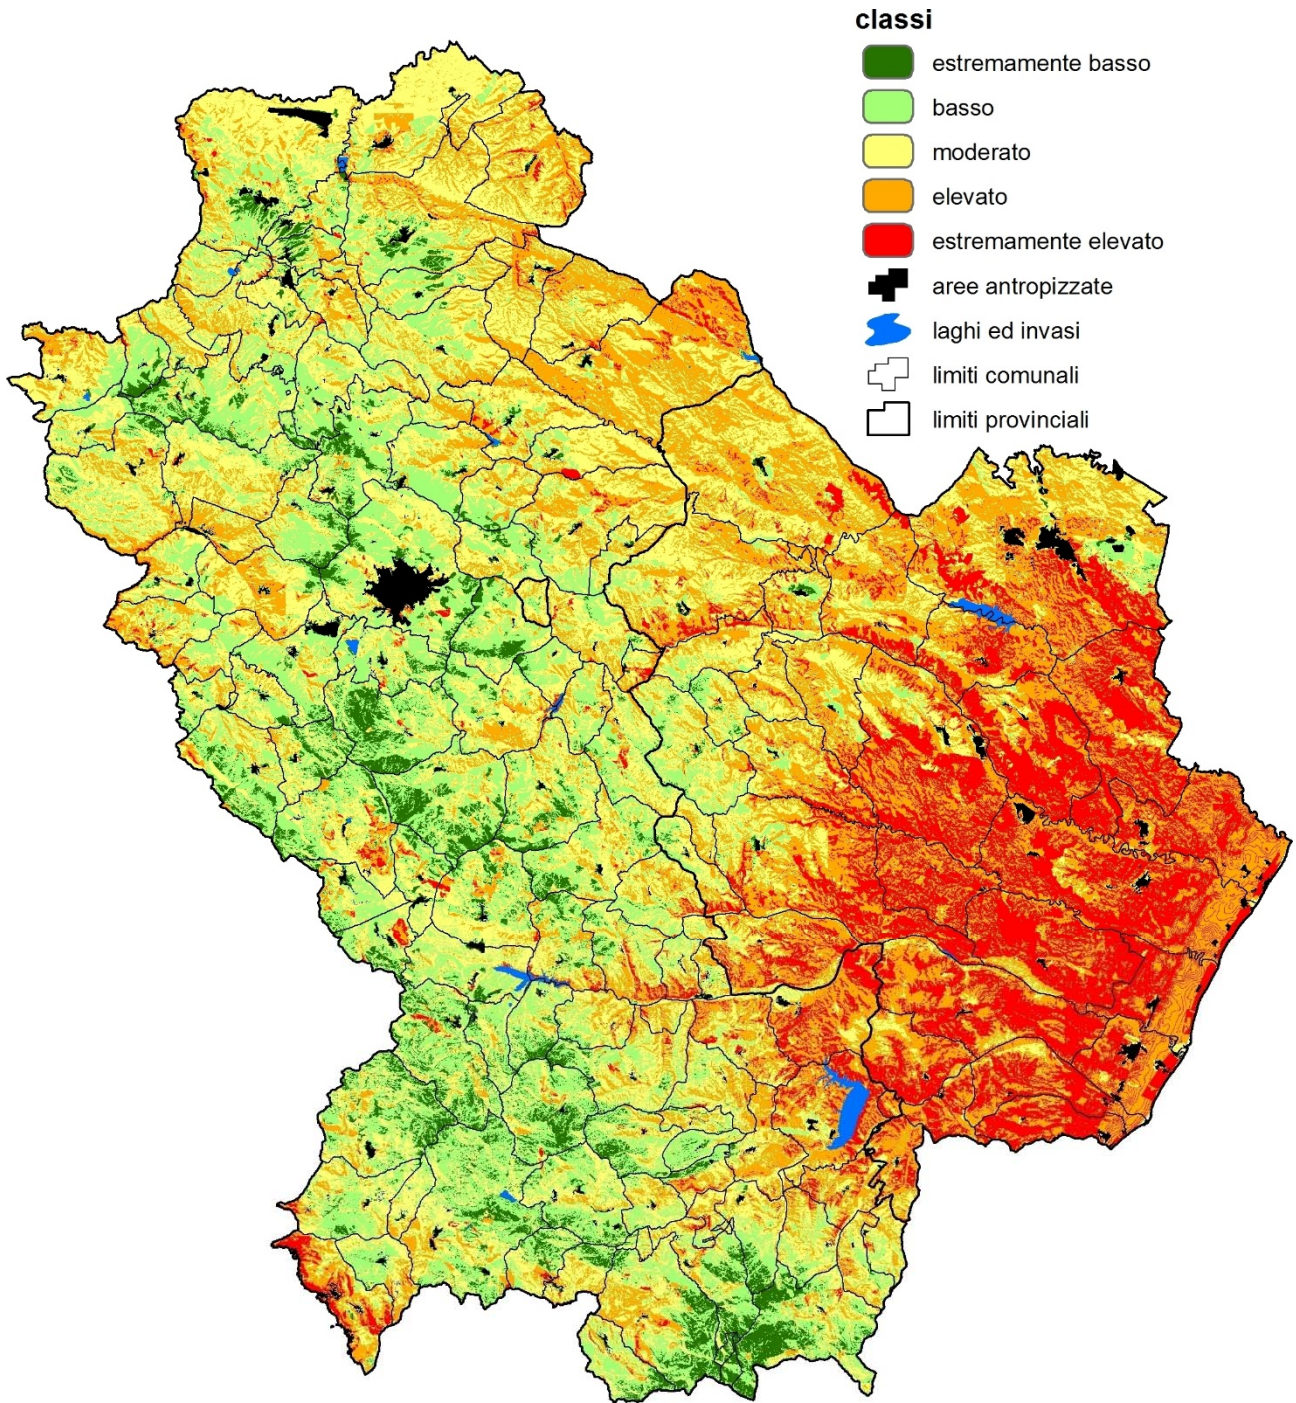 classi
estremamente basso
basso
moderato
elevato
estremamente elevato
aree antropizzate
laghi ed invasi
limiti comunali
limiti provinciali